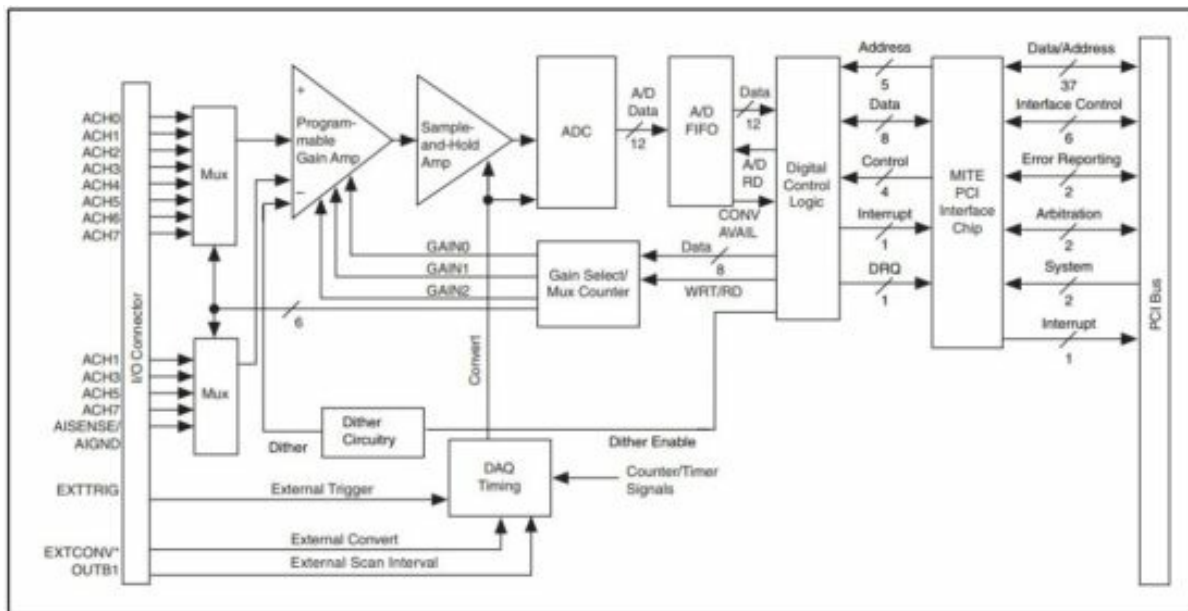 I/O Connector
ACH0
ACH1
ACH2
ACH3
ACH4
ACH5
ACH6
ACH7
Mux
ACH1
ACH3
ACH5
ACH7
AISENSE/
AIGND
Mux
EXTTRIG
EXTCONV*
OUTB1
+
Program-
mable
Gain Amp
−
Sample-
and-Hold
Amp
ADC
A/D
Data
12
A/D
FIFO
Data
12
A/D
RD
CONV
AVAIL
Digital
Control
Logic
GAIN0
GAIN1
GAIN2
6
Gain Select/
Mux Counter
Data
8
WRT/RD
Convert
Dither
Dither
Circuitry
Dither Enable
DAQ
Timing
Counter/Timer
Signals
External Trigger
External Convert
External Scan Interval
Address
5
Data
8
Control
4
Interrupt
1
DRQ
1
MITE
PCI
Interface
Chip
Data/Address
37
Interface Control
6
Error Reporting
2
Arbitration
2
System
2
Interrupt
1
PCI Bus